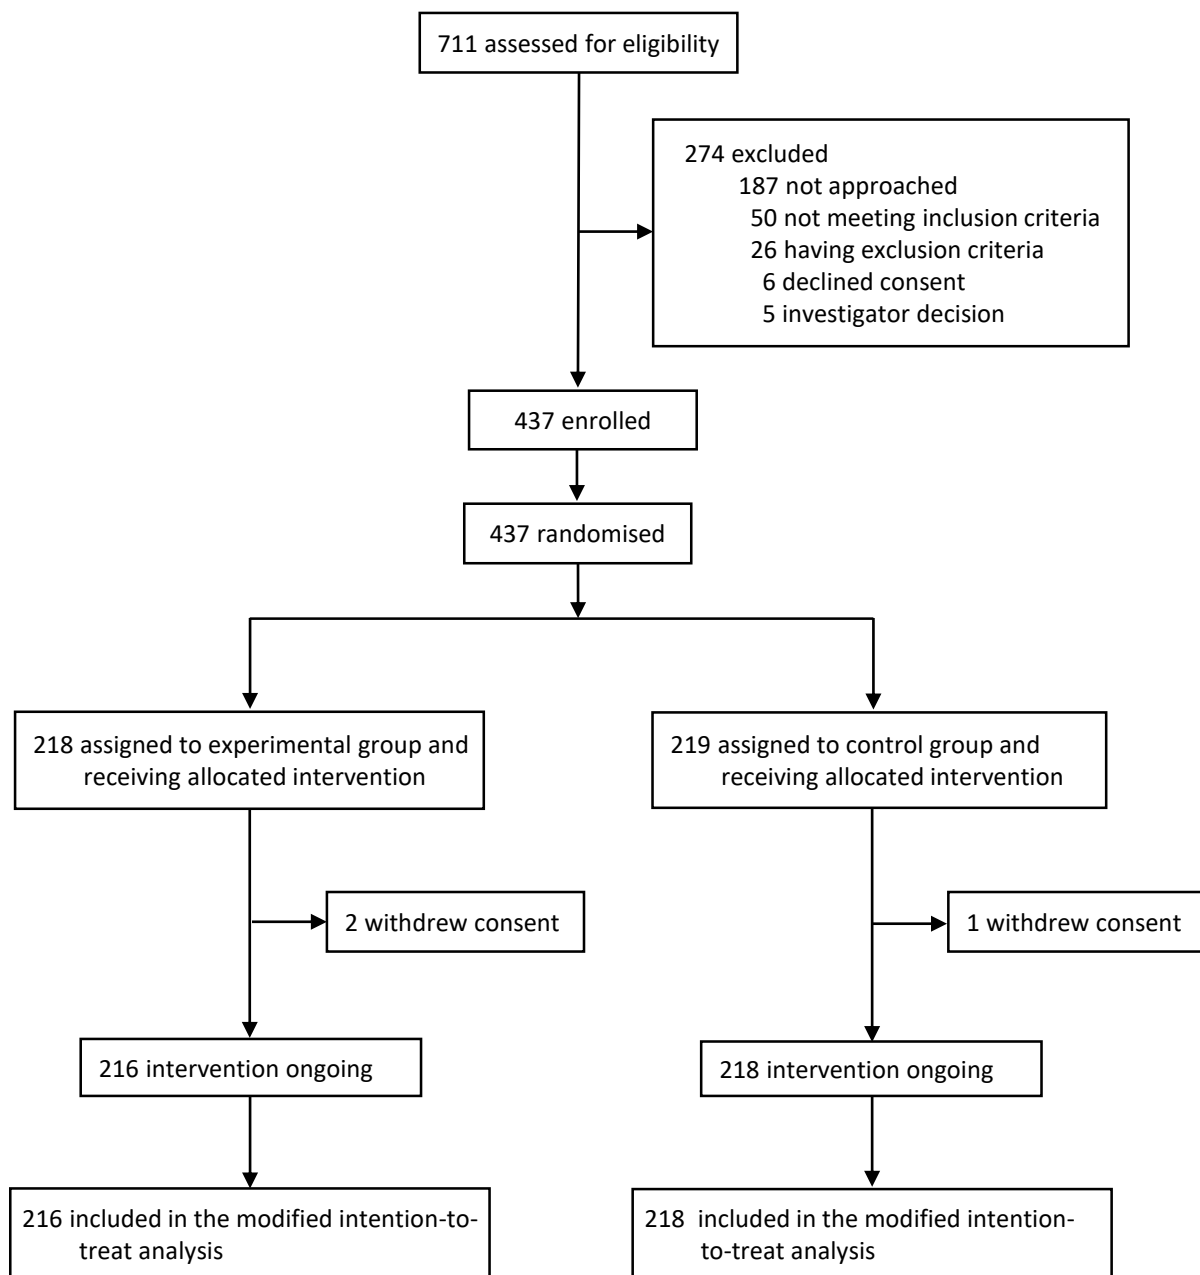 711 assessed for eligibility
274 excluded
187 not approached
50 not meeting inclusion criteria
26 having exclusion criteria
6 declined consent
5 investigator decision
437 enrolled
437 randomised
218 assigned to experimental group and
receiving allocated intervention
219 assigned to control group and
receiving allocated intervention
2 withdrew consent
1 withdrew consent
216 intervention ongoing
218 intervention ongoing
216 included in the modified intention-to-
treat analysis
218 included in the modified intention-
to-treat analysis